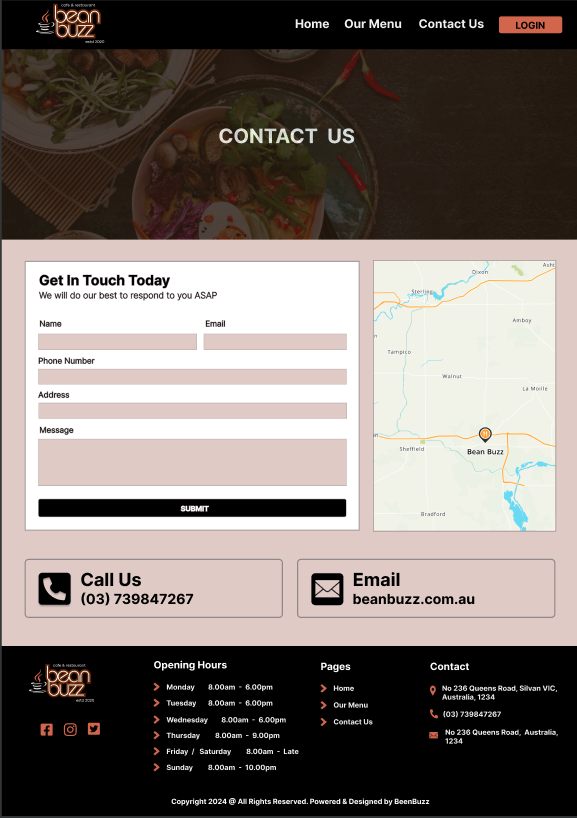 cafe & restaurant
bean
buzz
estd 2020
Home Our Menu Contact Us LOGIN
CONTACT US
Get In Touch Today
We will do our best to respond to you ASAP
Name Email
Phone Number
Address
Message
SUBMIT
Dixon
Asht
Sterling
Amboy
Tampico
Walnut
La Moille
Bean Buzz
Sheffield
Bradford
Call Us
(03) 739847267
Email
beanbuzz.com.au
cafe & restaurant
bean
buzz
estd 2020
Opening Hours
Monday 8.00am - 6.00pm
Tuesday 8.00am - 6.00pm
Wednesday 8.00am - 6.00pm
Thursday 8.00am - 9.00pm
Friday / Saturday 8.00am - Late
Sunday 8.00am - 10.00pm
Pages
Home
Our Menu
Contact Us
Contact
No 236 Queens Road, Silvan VIC,
Australia, 1234
(03) 739847267
No 236 Queens Road, Australia,
1234
Copyright 2024 @ All Rights Reserved. Powered & Designed by BeenBuzz